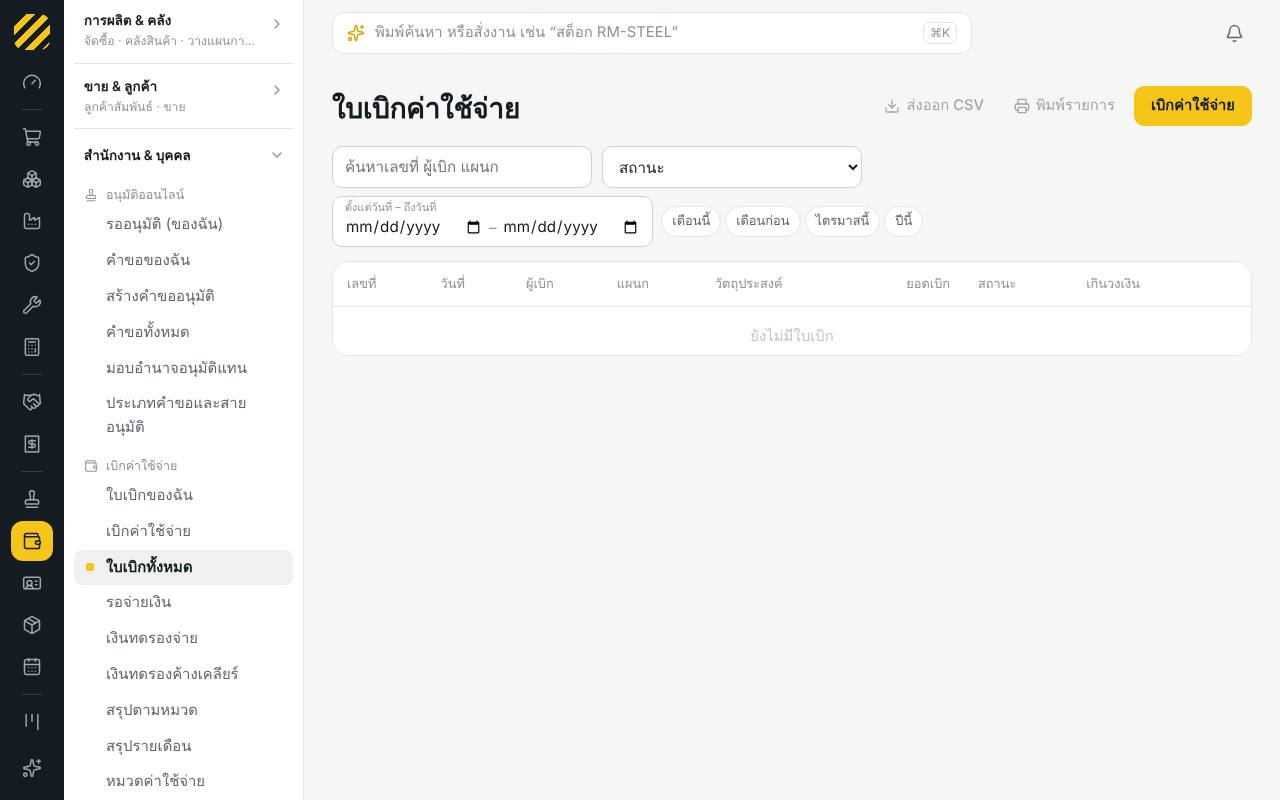 การผลิต & คลัง
จัดซื้อ · คลังสินค้า · วางแผนกา...
ขาย & ลูกค้า
ลูกค้าสัมพันธ์ · ขาย
สำนักงาน & บุคคล
อนุมัติออนไลน์
รออนุมัติ (ของฉัน)
คำขอของฉัน
สร้างคำขออนุมัติ
คำขอทั้งหมด
มอบอำนาจอนุมัติแทน
ประเภทคำขอและสาย
อนุมัติ
เบิกค่าใช้จ่าย
ใบเบิกของฉัน
เบิกค่าใช้จ่าย
ใบเบิกทั้งหมด
รอจ่ายเงิน
เงินทดรองจ่าย
เงินทดรองค้างเคลียร์
สรุปตามหมวด
สรุปรายเดือน
หมวดค่าใช้จ่าย
พิมพ์ค้นหา หรือสั่งงาน เช่น “สต็อก RM-STEEL” ⌘K
ใบเบิกค่าใช้จ่าย
ส่งออก CSV พิมพ์รายการ เบิกค่าใช้จ่าย
ค้นหาเลขที่ ผู้เบิก แผนก สถานะ
ตั้งแต่วันที่ – ถึงวันที่
mm/dd/yyyy – mm/dd/yyyy เดือนนี้ เดือนก่อน ไตรมาสนี้ ปีนี้
เลขที่ วันที่ ผู้เบิก แผนก วัตถุประสงค์ ยอดเบิก สถานะ เกินวงเงิน
ยังไม่มีใบเบิก